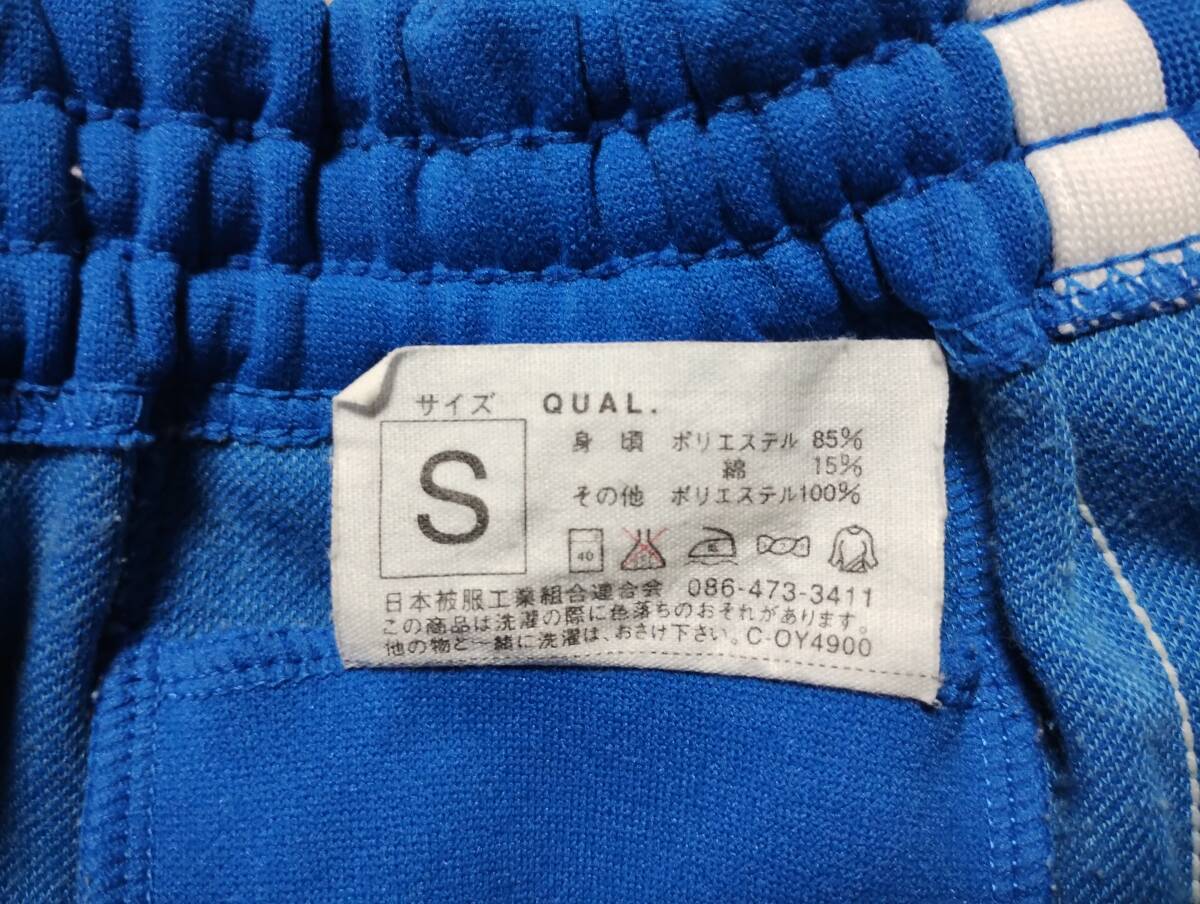 サイズ QUAL.
S
身 頃 ポリエステル 85%
綿 15%
その他 ポリエステル100%
40
日本被服工業組合連合会 086-473-3411
この商品は洗濯の際に色落ちのおそれがあります。
他の物と一緒に洗濯は、おさけ下さい。C-OY4900